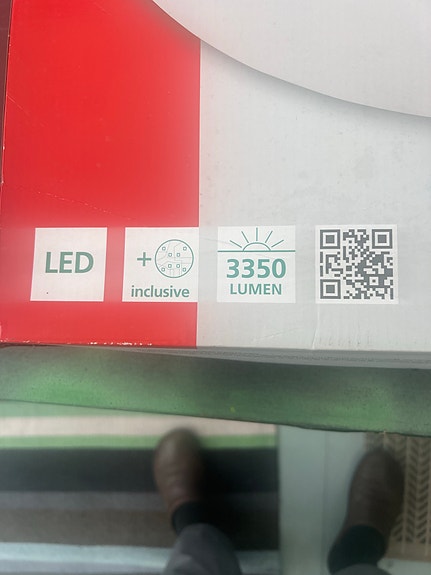 LED
+
inclusive
3350
LUMEN